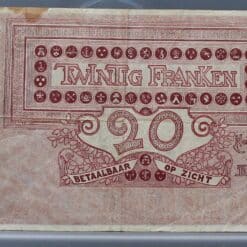 TWINTIG FRANKEN
20
BETAALBAAR OP ZICHT